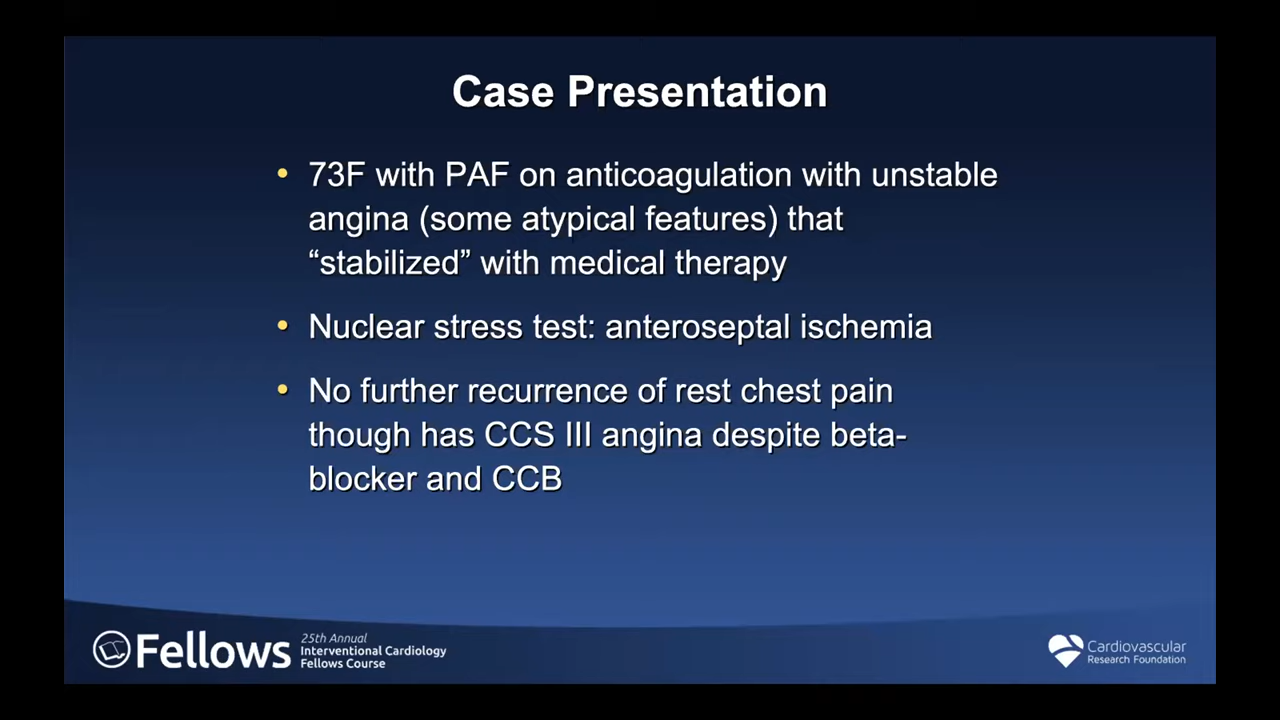 Case Presentation
• 73F with PAF on anticoagulation with unstable
angina (some atypical features) that
“stabilized” with medical therapy
• Nuclear stress test: anteroseptal ischemia
• No further recurrence of rest chest pain
though has CCS III angina despite beta-
blocker and CCB
Fellows
25th Annual
Interventional Cardiology
Fellows Course
Cardiovascular
Research Foundation